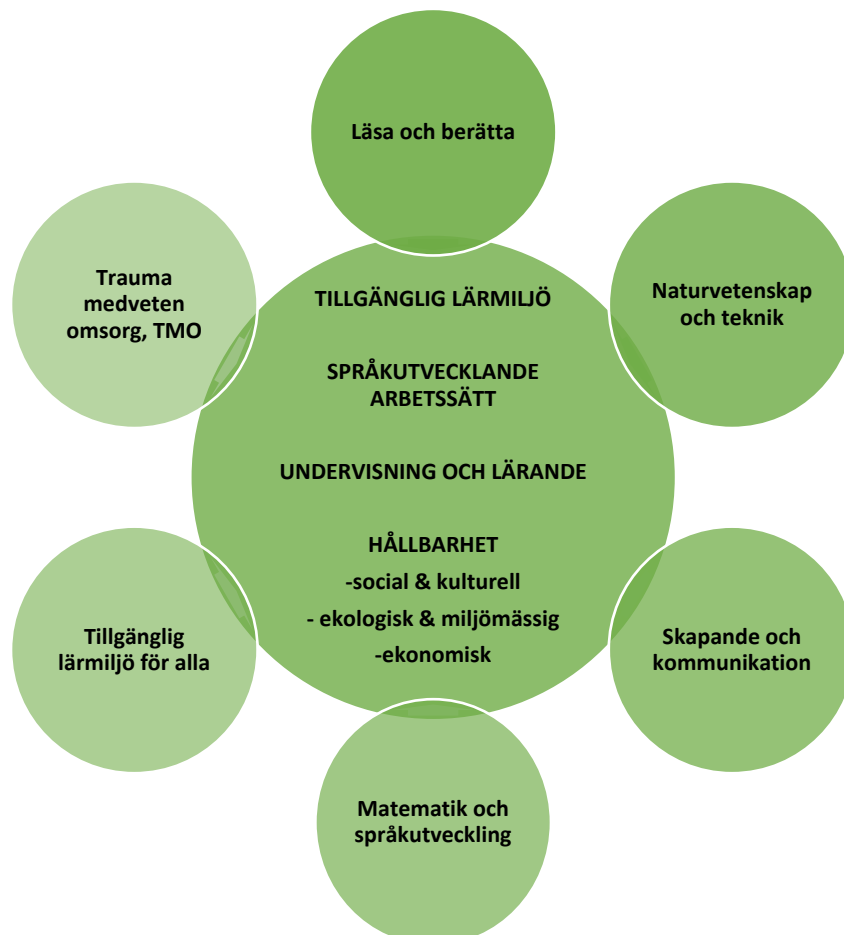 Läsa och berätta
Trauma
medveten
omsorg, TMO
Naturvetenskap
och teknik
TILLGÄNGLIG LÄRMILJÖ
SPRÅKUTVECKLANDE
ARBETSSÄTT
UNDERVISNING OCH LÄRANDE
HÅLLBARHET
-social & kulturell
- ekologisk & miljömässig
-ekonomisk
Tillgänglig
lärmiljö för alla
Skapande och
kommunikation
Matematik och
språkutveckling